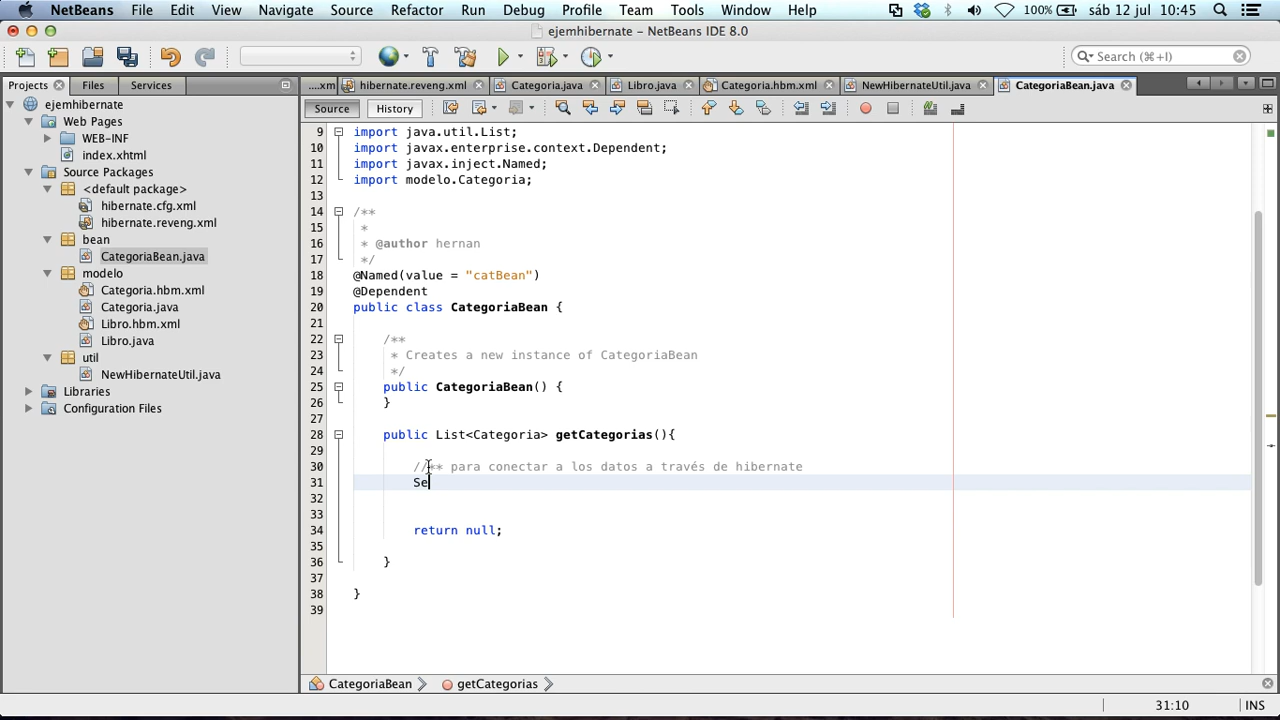 NetBeans File Edit View Navigate Source Refactor Run Debug Profile Team Tools Window Help 100% sáb 12 jul 10:45
ejemhibernate - NetBeans IDE 8.0
Search (⌘+I)
Projects Files Services
....xm hibernate.reveng.xml Categoria.java Libro.java Categoria.hbm.xml NewHibernateUtil.java CategoriaBean.java
Source History
ejemhibernate
Web Pages
WEB-INF
index.xhtml
Source Packages
<default package>
hibernate.cfg.xml
hibernate.reveng.xml
bean
CategoriaBean.java
modelo
Categoria.hbm.xml
Categoria.java
Libro.hbm.xml
Libro.java
util
NewHibernateUtil.java
Libraries
Configuration Files
9 import java.util.List;
10 import javax.enterprise.context.Dependent;
11 import javax.inject.Named;
12 import modelo.Categoria;
13
14 /**
15 *
16 * @author hernan
17 */
18 @Named(value = "catBean")
19 @Dependent
20 public class CategoriaBean {
21
22 /**
23 * Creates a new instance of CategoriaBean
24 */
25 public CategoriaBean() {
26 }
27
28 public List<Categoria> getCategorias(){
29
30 //** para conectar a los datos a través de hibernate
31 Se
32
33
34 return null;
35
36 }
37
38 }
39
CategoriaBean getCategorias
31:10 INS